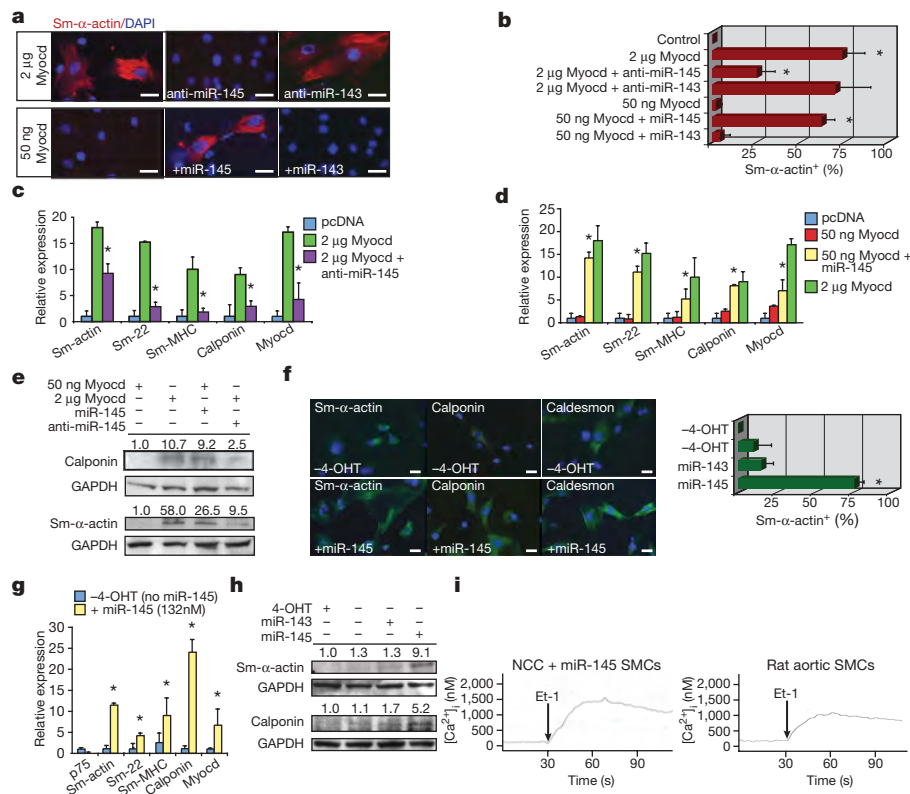 a
Sm-α-actin/DAPI
2 μg Myocd
anti-miR-145
anti-miR-143
50 ng Myocd
+miR-145
+miR-143
b
Control
2 μg Myocd
2 μg Myocd + anti-miR-145
2 μg Myocd + anti-miR-143
50 ng Myocd
50 ng Myocd + miR-145
50 ng Myocd + miR-143
*
*
*
0 25 50 75 100
Sm-α-actin⁺ (%)
c
Relative expression
20
15
10
5
0
pcDNA
2 μg Myocd
2 μg Myocd + anti-miR-145
* * * * *
Sm-actin Sm-22 Sm-MHC Calponin Myocd
d
Relative expression
25
20
15
10
5
0
pcDNA
50 ng Myocd
50 ng Myocd + miR-145
2 μg Myocd
* * * * *
Sm-actin Sm-22 Sm-MHC Calponin Myocd
e
50 ng Myocd + − + −
2 μg Myocd − + − +
miR-145 − − + −
anti-miR-145 − − − +
1.0 10.7 9.2 2.5
Calponin
GAPDH
1.0 58.0 26.5 9.5
Sm-α-actin
GAPDH
f
Sm-α-actin Calponin Caldesmon
−4-OHT −4-OHT −4-OHT
Sm-α-actin Calponin Caldesmon
+miR-145 +miR-145 +miR-145
−4-OHT
−4-OHT
miR-143
miR-145
*
25 50 75 100
Sm-α-actin⁺ (%)
g
−4-OHT (no miR-145)
+ miR-145 (132nM)
Relative expression
30
25
20
15
10
5
0
* * * * *
p75 Sm-actin Sm-22 Sm-MHC Calponin Myocd
h
4-OHT + − − −
miR-143 − − + −
miR-145 − − − +
1.0 1.3 1.3 9.1
Sm-α-actin
GAPDH
1.0 1.1 1.7 5.2
Calponin
GAPDH
i
NCC + miR-145 SMCs
Et-1
[Ca²⁺]i (nM)
1,500
1,000
500
0
30 60 90
Time (s)
Rat aortic SMCs
Et-1
[Ca²⁺]i (nM)
1,500
1,000
500
0
30 60 90
Time (s)